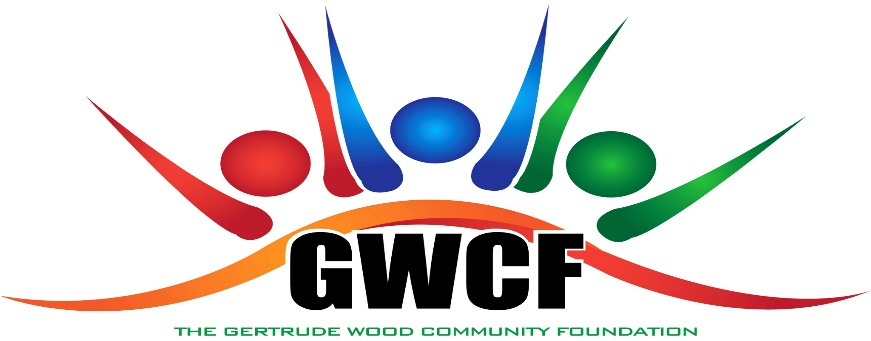 GWCF
THE GERTRUDE WOOD COMMUNITY FOUNDATION